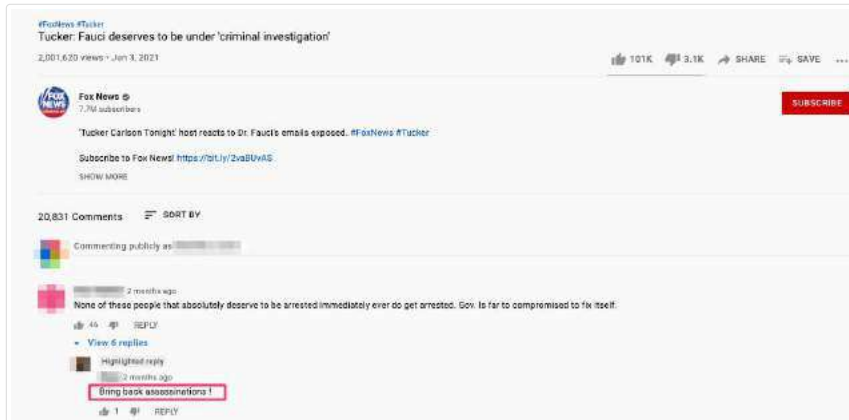 #FoxNews #Tucker
Tucker: Fauci deserves to be under 'criminal investigation'
2,001,620 views • Jun 3, 2021
101K 3.1K SHARE SAVE ...
Fox News
7.7M subscribers
SUBSCRIBE
'Tucker Carlson Tonight' host reacts to Dr. Fauci's emails exposed. #FoxNews #Tucker
Subscribe to Fox News! https://bit.ly/2vaBUvAS
SHOW MORE
20,831 Comments SORT BY
Commenting publicly as
2 months ago
None of these people that absolutely deserve to be arrested immediately ever do get arrested. Gov. Is far to compromised to fix itself.
46 REPLY
View 6 replies
Highlighted reply
2 months ago
Bring back assassinations !
1 REPLY